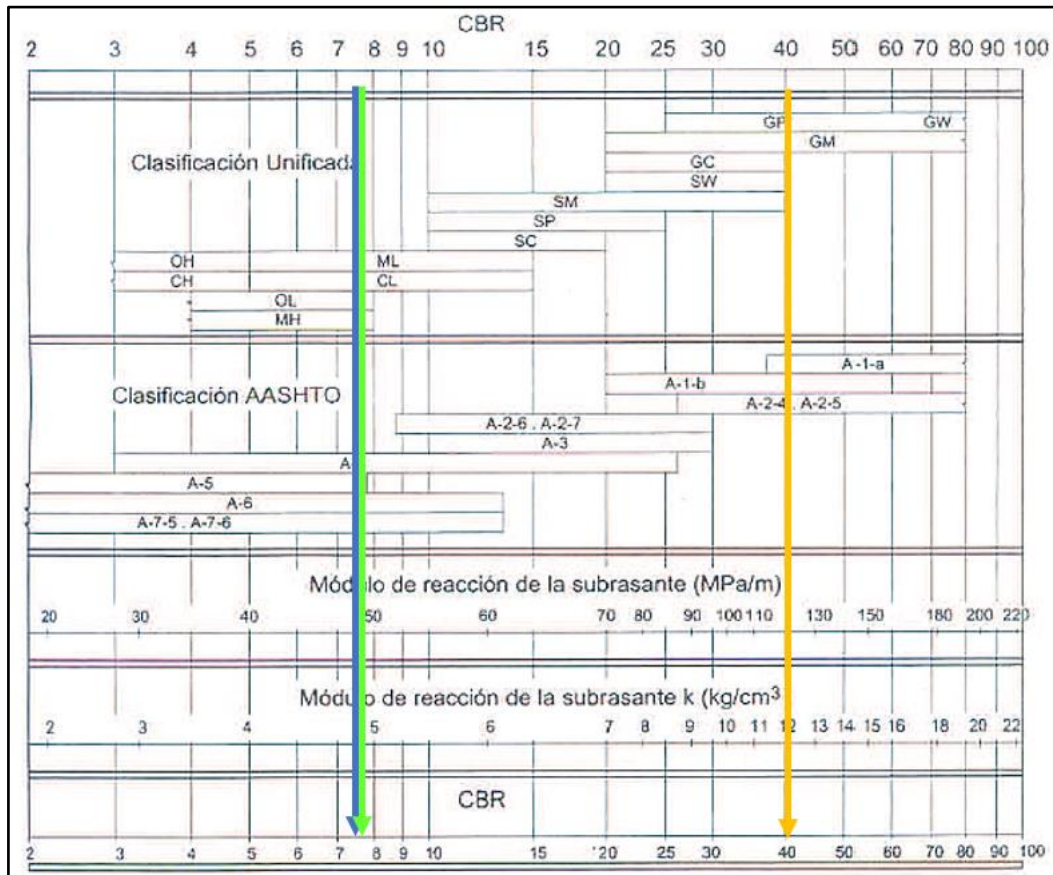 CBR
2 3 4 5 6 7 8 9 10 15 20 25 30 40 50 60 70 80 90 100
GP GW
GM
Clasificación Unificada
GC
SW
SM
SP
SC
OH ML
CH CL
OL
MH
A-1-a
A-1-b
Clasificación AASHTO
A-2-4 . A-2-5
A-2-6 . A-2-7
A-3
A
A-5
A-6
A-7-5 . A-7-6
Módulo de reacción de la subrasante (MPa/m)
20 30 40 50 60 70 80 90 100 110 130 150 180 200 220
Módulo de reacción de la subrasante k (kg/cm³
2 3 4 5 6 7 8 9 10 11 12 13 14 15 16 18 20 22
CBR
2 3 4 5 6 7 8 9 10 15 20 25 30 40 50 60 70 80 90 100